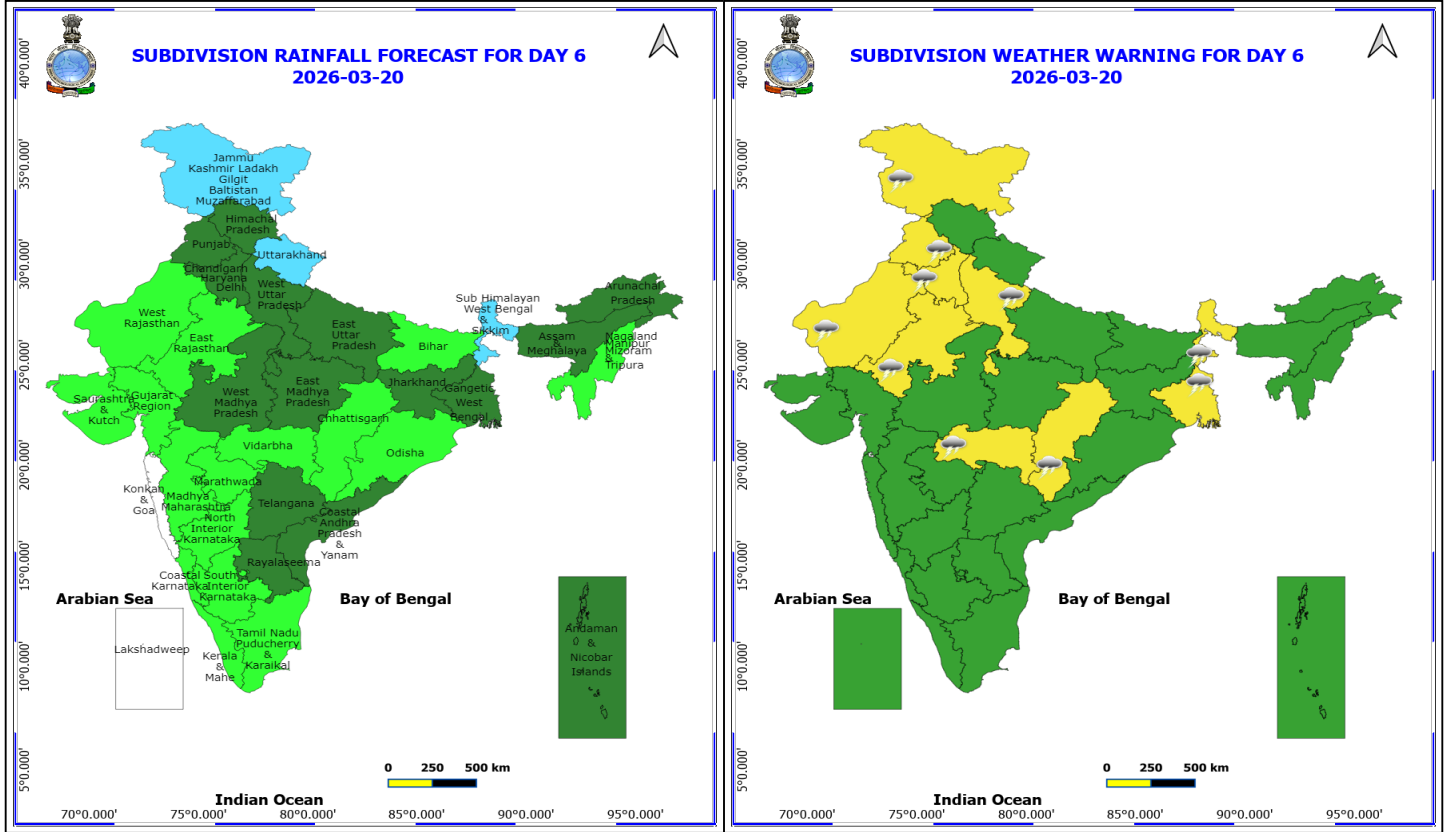 SUBDIVISION RAINFALL FORECAST FOR DAY 6
2026-03-20
40°0.000'
35°0.000'
30°0.000'
25°0.000'
20°0.000'
15°0.000'
10°0.000'
5°0.000'
Jammu
Kashmir Ladakh
Gilgit
Baltistan
Muzaffarabad
Himachal
Pradesh
Punjab
Uttarakhand
Chandigarh
Haryana
Delhi
West
Uttar
Pradesh
Arunachal
Pradesh
Sub Himalayan
West Bengal
&
Sikkim
West
Rajasthan
East
Rajasthan
East
Uttar
Pradesh
Bihar
Assam
&
Meghalaya
Nagaland
Manipur
Mizoram
&
Tripura
Saurashtra
&
Kutch
Gujarat
Region
West
Madhya
Pradesh
East
Madhya
Pradesh
Jharkhand
Gangetic
West
Bengal
Chhattisgarh
Vidarbha
Odisha
Konkan
&
Goa
Marathwada
Madhya
Maharashtra
North
Interior
Karnataka
Telangana
Coastal
Andhra
Pradesh
&
Yanam
Rayalaseema
Coastal
Karnataka
South
Interior
Karnataka
Arabian Sea
Bay of Bengal
Lakshadweep
Tamil Nadu
Puducherry
&
Karaikal
Kerala
&
Mahe
Andaman
&
Nicobar
Islands
0 250 500 km
Indian Ocean
70°0.000' 75°0.000' 80°0.000' 85°0.000' 90°0.000' 95°0.000'
SUBDIVISION WEATHER WARNING FOR DAY 6
2026-03-20
40°0.000'
35°0.000'
30°0.000'
25°0.000'
20°0.000'
15°0.000'
10°0.000'
5°0.000'
Arabian Sea
Bay of Bengal
0 250 500 km
Indian Ocean
70°0.000' 75°0.000' 80°0.000' 85°0.000' 90°0.000' 95°0.000'